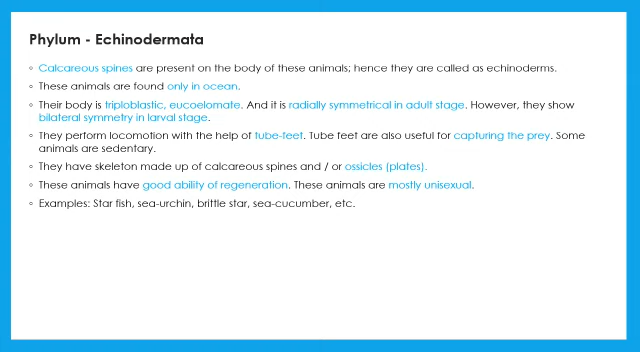 Phylum - Echinodermata
◦ Calcareous spines are present on the body of these animals; hence they are called as echinoderms.
◦ These animals are found only in ocean.
◦ Their body is triploblastic, eucoelomate. And it is radially symmetrical in adult stage. However, they show
bilateral symmetry in larval stage.
◦ They perform locomotion with the help of tube-feet. Tube feet are also useful for capturing the prey. Some
animals are sedentary.
◦ They have skeleton made up of calcareous spines and / or ossicles (plates).
◦ These animals have good ability of regeneration. These animals are mostly unisexual.
◦ Examples: Star fish, sea-urchin, brittle star, sea-cucumber, etc.